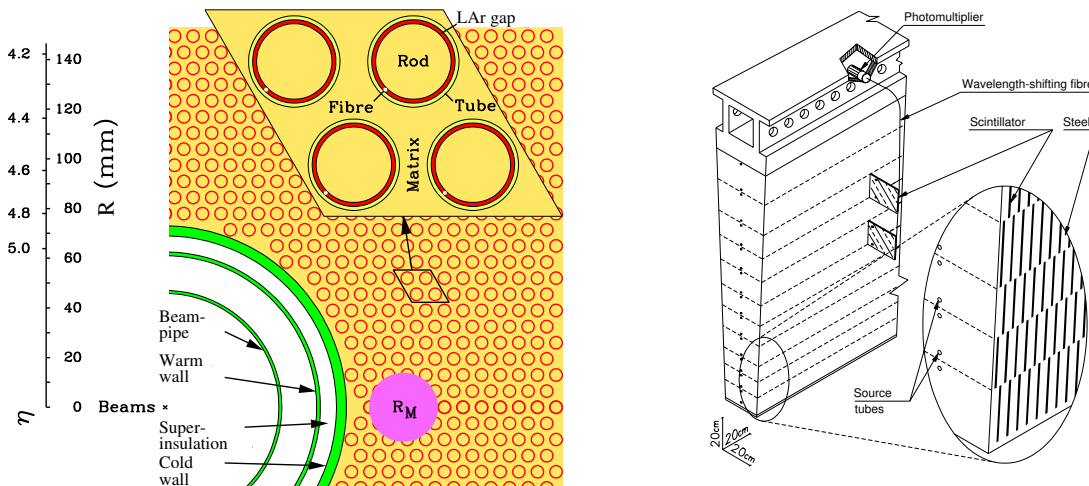 LAr gap
Rod
Fibre
Tube
Matrix
4.2
4.4
4.6
4.8
5.0
η
140
120
100
80
60
40
20
0
R (mm)
Beam-
pipe
Warm
wall
Beams
Super-
insulation
Cold
wall
R_M
Photomultiplier
Wavelength-shifting fibre
Scintillator
Steel
Source
tubes
20cm
20cm
20cm